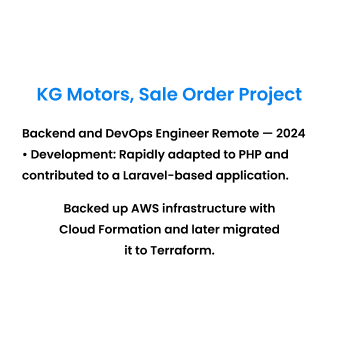 KG Motors, Sale Order Project
Backend and DevOps Engineer Remote — 2024
• Development: Rapidly adapted to PHP and
contributed to a Laravel-based application.
Backed up AWS infrastructure with
Cloud Formation and later migrated
it to Terraform.